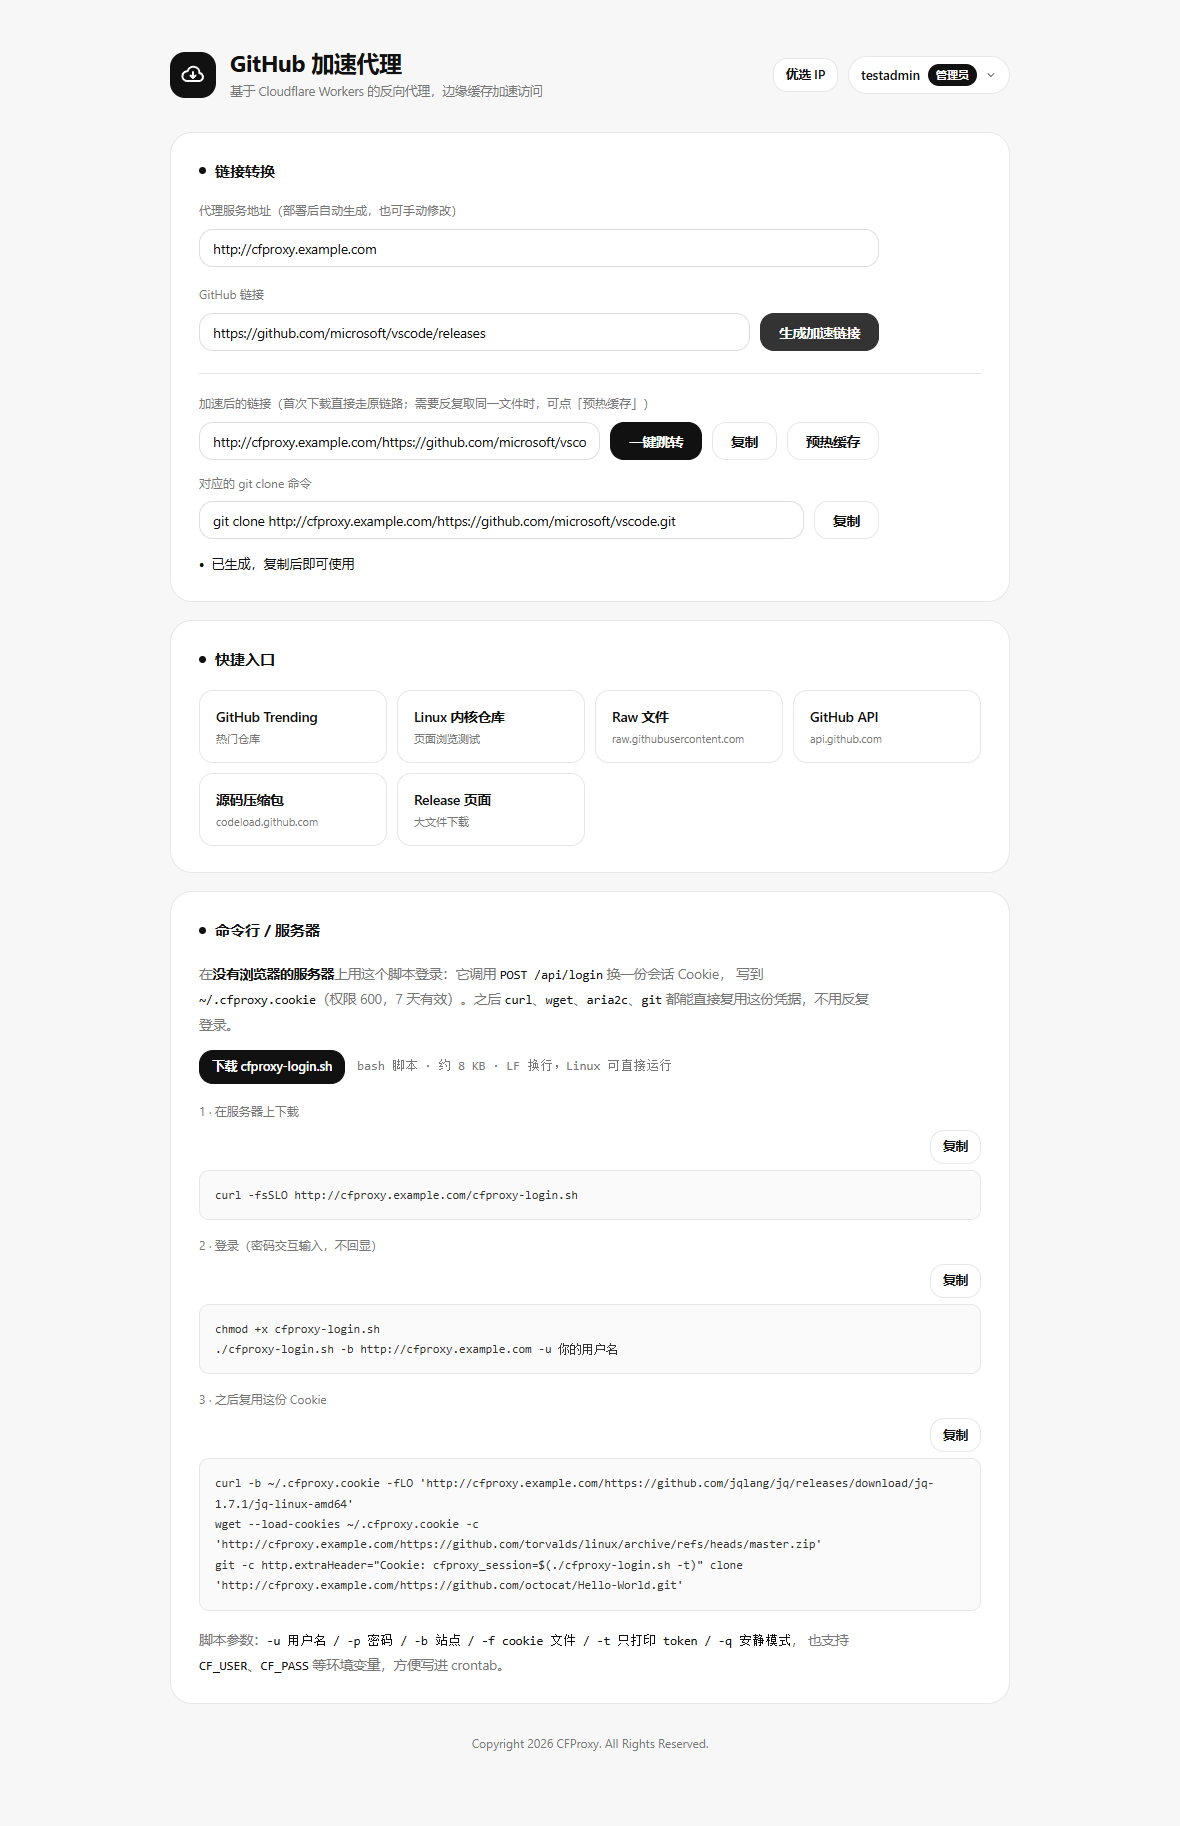 GitHub 加速代理
基于 Cloudflare Workers 的反向代理，边缘缓存加速访问
优选 IP
testadmin 管理员
链接转换
代理服务地址（部署后自动生成，也可手动修改）
http://cfproxy.example.com
GitHub 链接
https://github.com/microsoft/vscode/releases
生成加速链接
加速后的链接（首次下载直接走原链路；需要反复取同一文件时，可点「预热缓存」）
http://cfproxy.example.com/https://github.com/microsoft/vsco
一键跳转
复制
预热缓存
对应的 git clone 命令
git clone http://cfproxy.example.com/https://github.com/microsoft/vscode.git
复制
• 已生成，复制后即可使用
快捷入口
GitHub Trending
热门仓库
Linux 内核仓库
页面浏览测试
Raw 文件
raw.githubusercontent.com
GitHub API
api.github.com
源码压缩包
codeload.github.com
Release 页面
大文件下载
命令行 / 服务器
在没有浏览器的服务器上用这个脚本登录：它调用 POST /api/login 换一份会话 Cookie， 写到
~/.cfproxy.cookie（权限 600，7 天有效）。之后 curl、wget、aria2c、git 都能直接复用这份凭据，不用反复
登录。
下载 cfproxy-login.sh
bash 脚本 · 约 8 KB · LF 换行，Linux 可直接运行
1 · 在服务器上下载
复制
curl -fsSLO http://cfproxy.example.com/cfproxy-login.sh
2 · 登录（密码交互输入，不回显）
复制
chmod +x cfproxy-login.sh
./cfproxy-login.sh -b http://cfproxy.example.com -u 你的用户名
3 · 之后复用这份 Cookie
复制
curl -b ~/.cfproxy.cookie -fLO 'http://cfproxy.example.com/https://github.com/jqlang/jq/releases/download/jq-
1.7.1/jq-linux-amd64'
wget --load-cookies ~/.cfproxy.cookie -c
'http://cfproxy.example.com/https://github.com/torvalds/linux/archive/refs/heads/master.zip'
git -c http.extraHeader="Cookie: cfproxy_session=$(./cfproxy-login.sh -t)" clone
'http://cfproxy.example.com/https://github.com/octocat/Hello-World.git'
脚本参数：-u 用户名 / -p 密码 / -b 站点 / -f cookie 文件 / -t 只打印 token / -q 安静模式， 也支持
CF_USER、CF_PASS 等环境变量，方便写进 crontab。
Copyright 2026 CFProxy. All Rights Reserved.